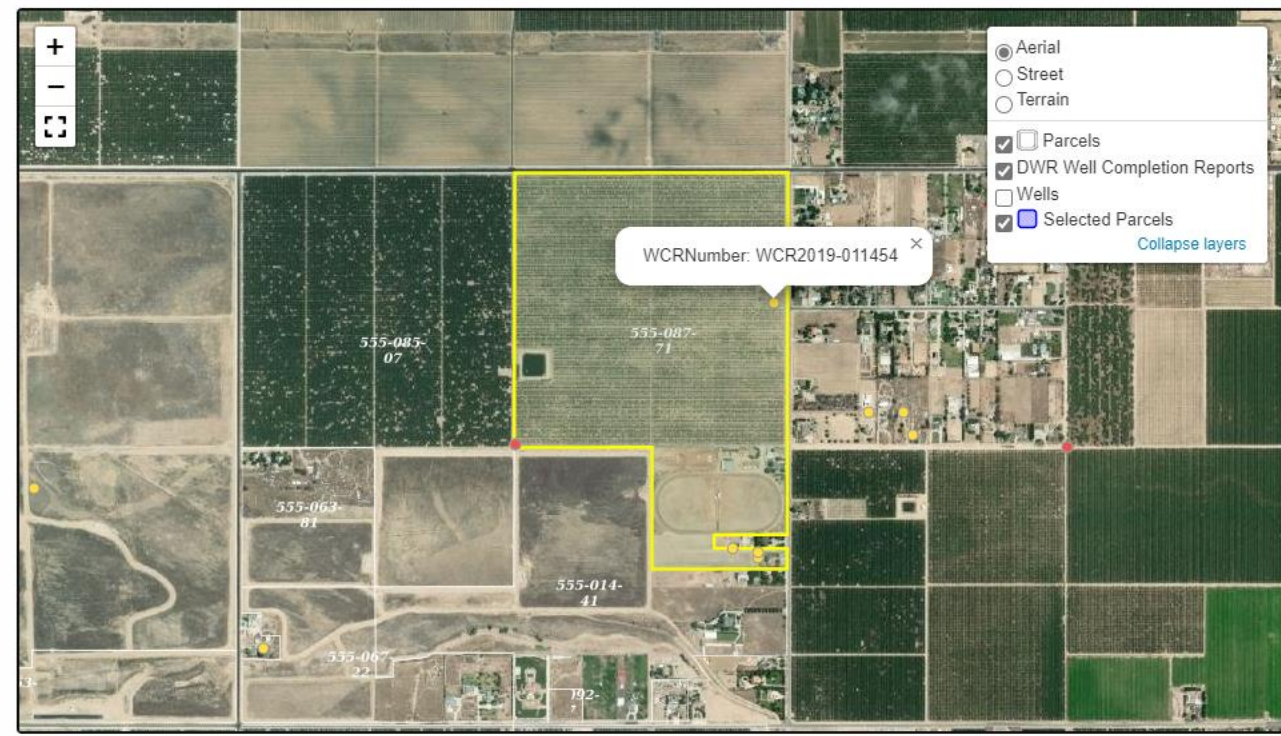 +
−
Aerial
Street
Terrain
Parcels
DWR Well Completion Reports
Wells
Selected Parcels
Collapse layers
WCRNumber: WCR2019-011454
×
555-087-
71
555-085-
07
555-063-
81
555-014-
41
555-067-
22